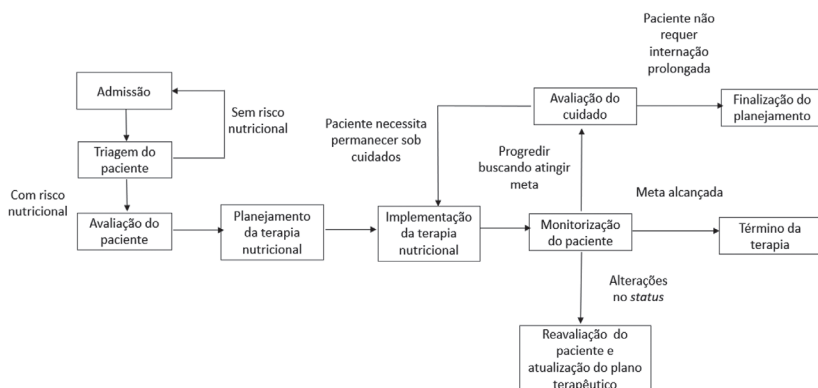 Paciente não
requer
internação
prolongada
Admissão
Sem risco
nutricional
Triagem do
paciente
Com risco
nutricional
Avaliação do
paciente
Planejamento
da terapia
nutricional
Paciente necessita
permanecer sob
cuidados
Implementação
da terapia
nutricional
Avaliação do
cuidado
Finalização do
planejamento
Progredir
buscando atingir
meta
Monitorização
do paciente
Meta alcançada
Término da
terapia
Alterações
no status
Reavaliação do
paciente e
atualização do plano
terapêutico